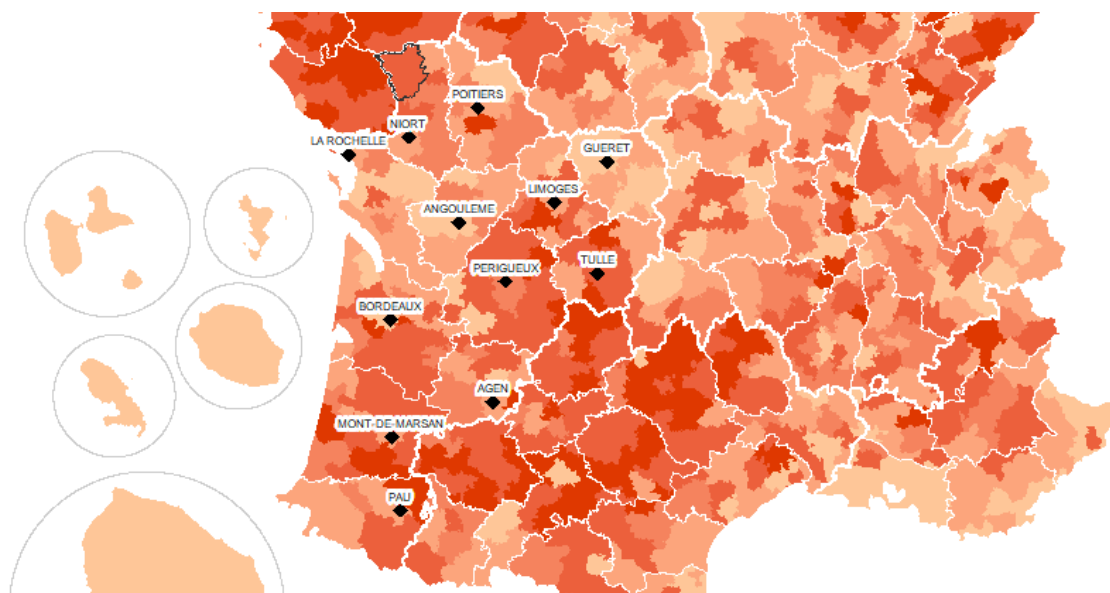 POITIERS
NIORT
LA ROCHELLE
GUERET
LIMOGES
ANGOULEME
TULLE
PERIGUEUX
BORDEAUX
AGEN
MONT-DE-MARSAN
PAU